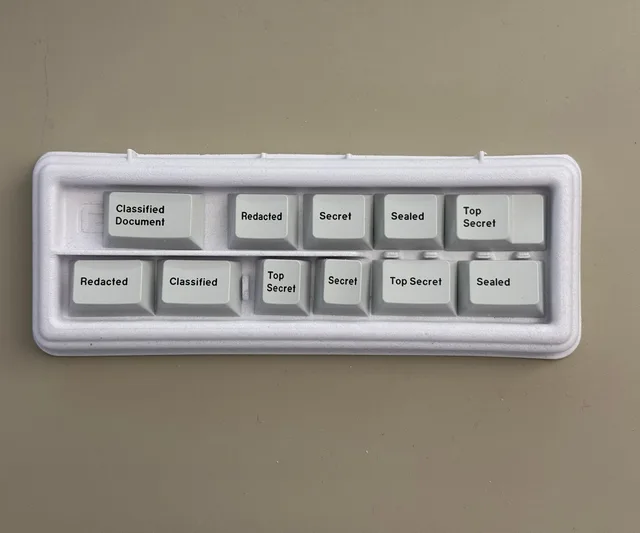 Classified
Document
Redacted
Secret
Sealed
Top
Secret
Redacted
Classified
Top
Secret
Secret
Top Secret
Sealed